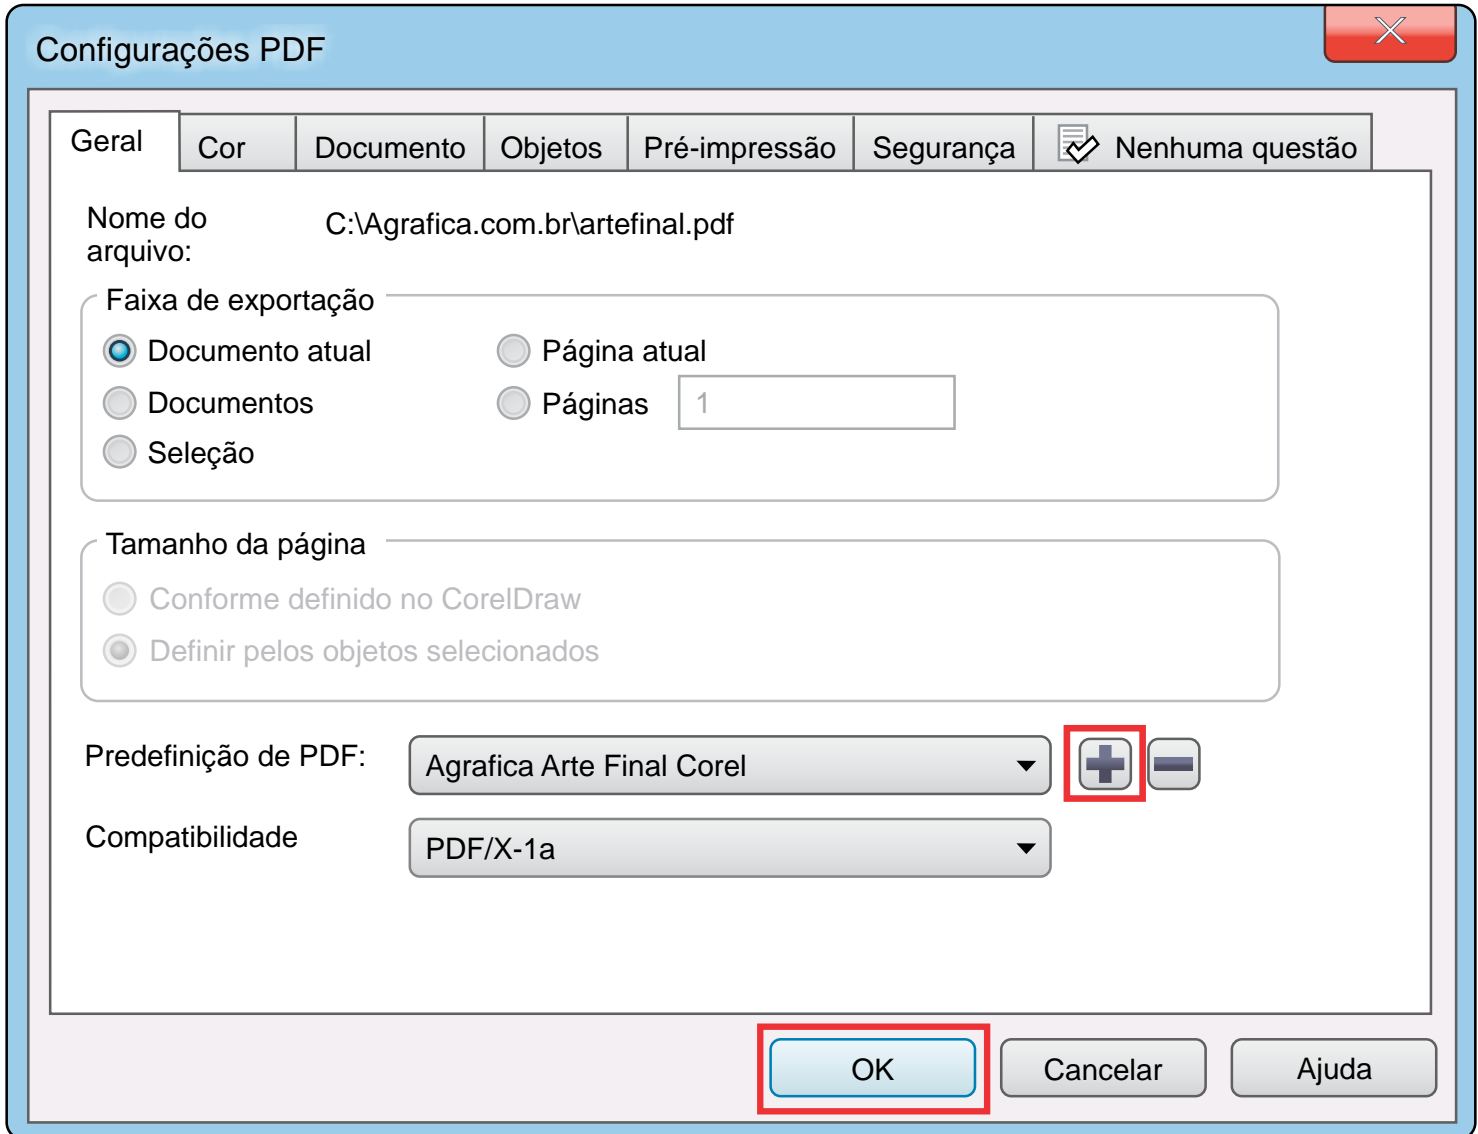 Configurações PDF
Geral
Cor
Documento
Objetos
Pré-impressão
Segurança
Nenhuma questão
Nome do
arquivo:
C:\Agrafica.com.br\artefinal.pdf
Faixa de exportação
Documento atual
Página atual
Documentos
Páginas
1
Seleção
Tamanho da página
Conforme definido no CorelDraw
Definir pelos objetos selecionados
Predefinição de PDF:
Agrafica Arte Final Corel
Compatibilidade
PDF/X-1a
OK
Cancelar
Ajuda